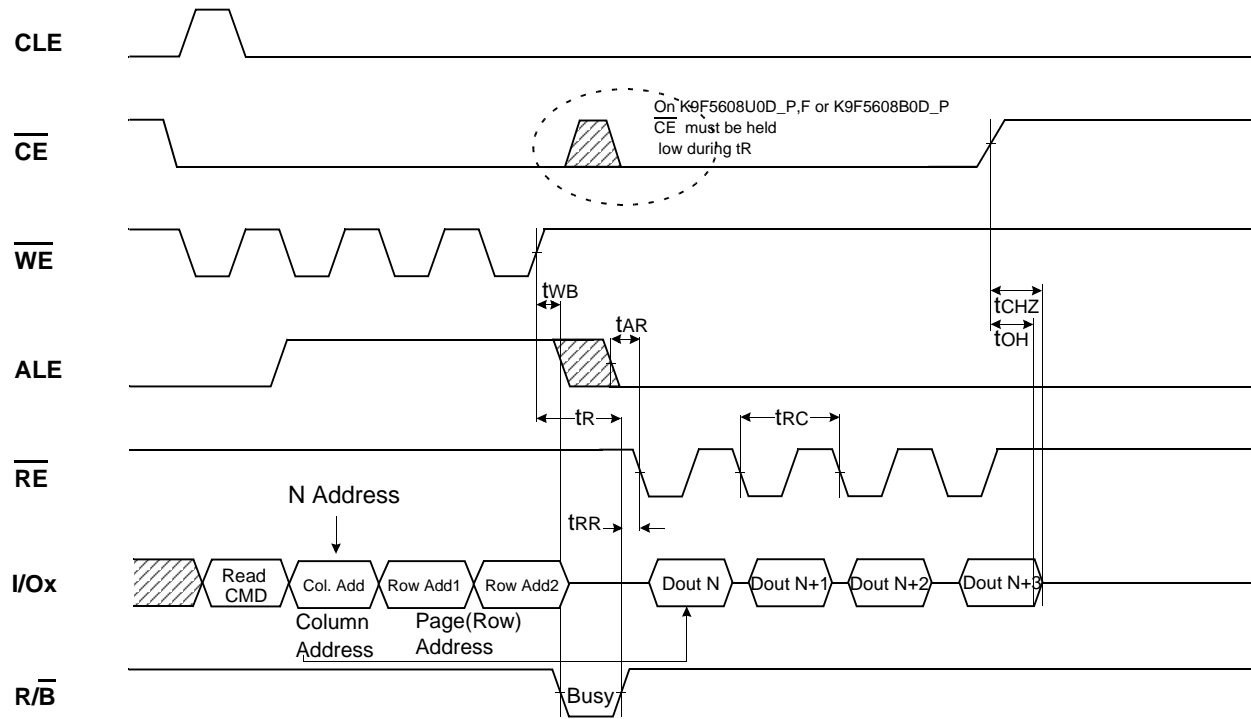 CLE
On K9F5608U0D_P,F or K9F5608B0D_P
CE must be held
low during tR
CE
WE
tWB
tCHZ
tAR
tOH
ALE
tR
tRC
RE
N Address
tRR
I/Ox
Read
CMD
Col. Add
Row Add1
Row Add2
Dout N
Dout N+1
Dout N+2
Dout N+3
Column
Address
Page(Row)
Address
R/B
Busy